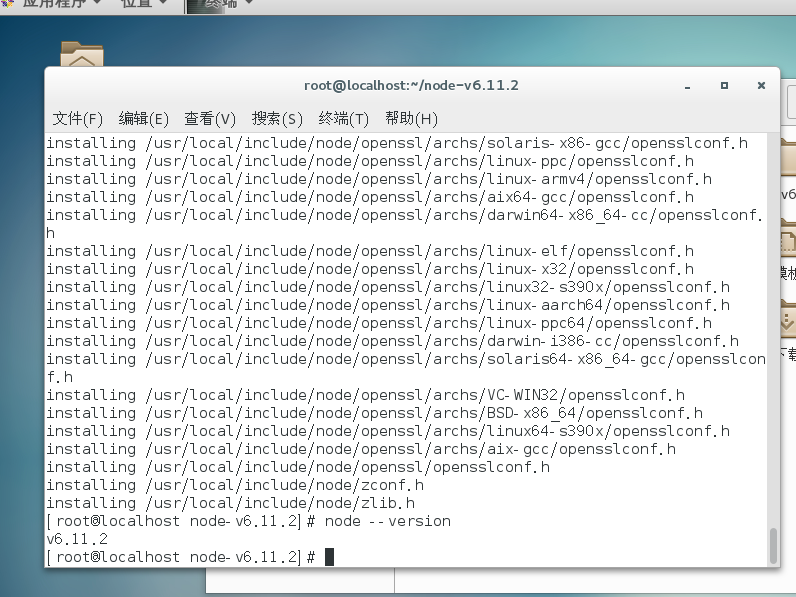 应用程序 位置 终端
root@localhost:~/node-v6.11.2
文件(F) 编辑(E) 查看(V) 搜索(S) 终端(T) 帮助(H)
installing /usr/local/include/node/openssl/archs/solaris-x86-gcc/opensslconf.h
installing /usr/local/include/node/openssl/archs/linux-ppc/opensslconf.h
installing /usr/local/include/node/openssl/archs/linux-armv4/opensslconf.h
installing /usr/local/include/node/openssl/archs/aix64-gcc/opensslconf.h
installing /usr/local/include/node/openssl/archs/darwin64-x86_64-cc/opensslconf.
h
installing /usr/local/include/node/openssl/archs/linux-elf/opensslconf.h
installing /usr/local/include/node/openssl/archs/linux-x32/opensslconf.h
installing /usr/local/include/node/openssl/archs/linux32-s390x/opensslconf.h
installing /usr/local/include/node/openssl/archs/linux-aarch64/opensslconf.h
installing /usr/local/include/node/openssl/archs/linux-ppc64/opensslconf.h
installing /usr/local/include/node/openssl/archs/darwin-i386-cc/opensslconf.h
installing /usr/local/include/node/openssl/archs/solaris64-x86_64-gcc/opensslcon
f.h
installing /usr/local/include/node/openssl/archs/VC-WIN32/opensslconf.h
installing /usr/local/include/node/openssl/archs/BSD-x86_64/opensslconf.h
installing /usr/local/include/node/openssl/archs/linux64-s390x/opensslconf.h
installing /usr/local/include/node/openssl/archs/aix-gcc/opensslconf.h
installing /usr/local/include/node/openssl/opensslconf.h
installing /usr/local/include/node/zconf.h
installing /usr/local/include/node/zlib.h
[root@localhost node-v6.11.2]# node --version
v6.11.2
[root@localhost node-v6.11.2]#
v6
模板
下载